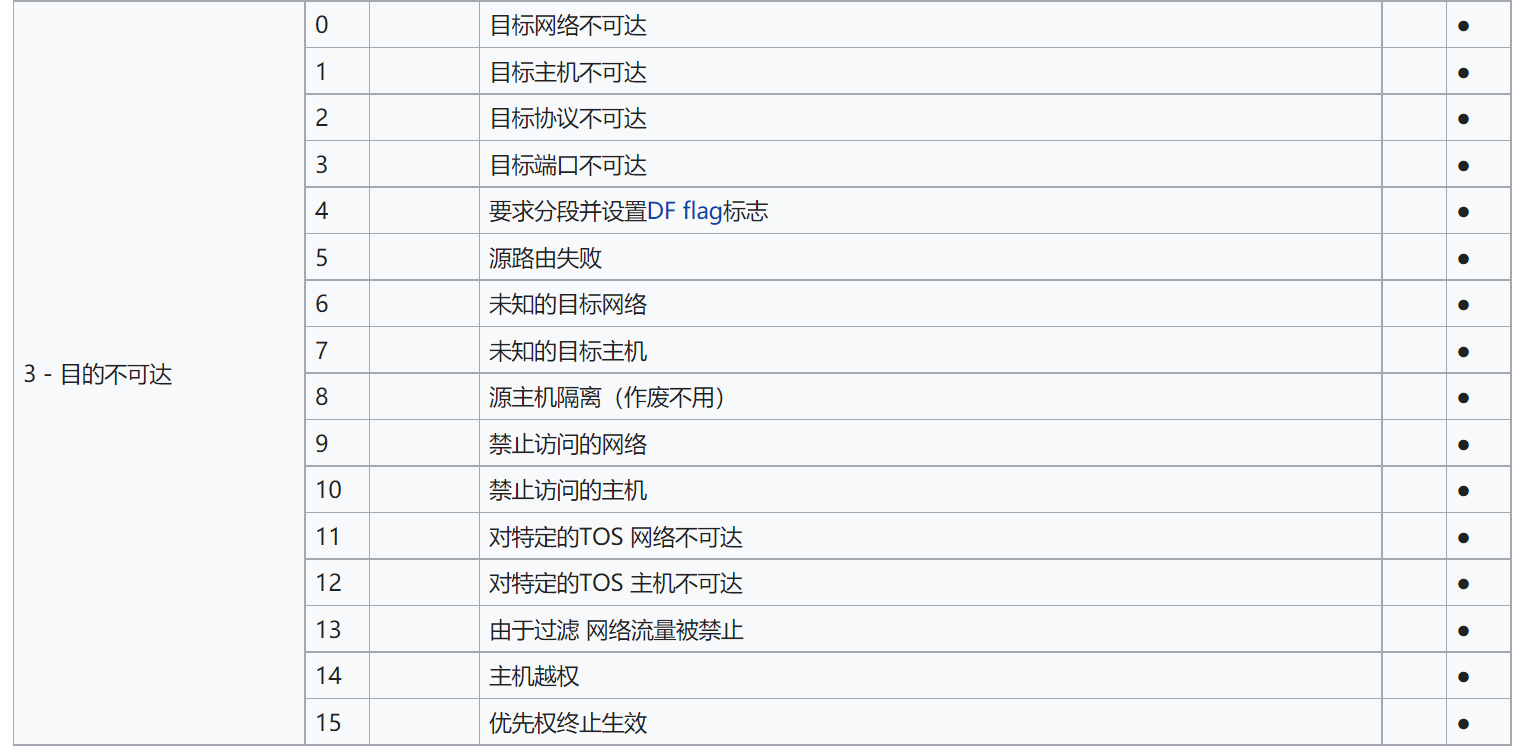 3 - 目的不可达
0 目标网络不可达 ●
1 目标主机不可达 ●
2 目标协议不可达 ●
3 目标端口不可达 ●
4 要求分段并设置DF flag标志 ●
5 源路由失败 ●
6 未知的目标网络 ●
7 未知的目标主机 ●
8 源主机隔离（作废不用） ●
9 禁止访问的网络 ●
10 禁止访问的主机 ●
11 对特定的TOS 网络不可达 ●
12 对特定的TOS 主机不可达 ●
13 由于过滤 网络流量被禁止 ●
14 主机越权 ●
15 优先权终止生效 ●